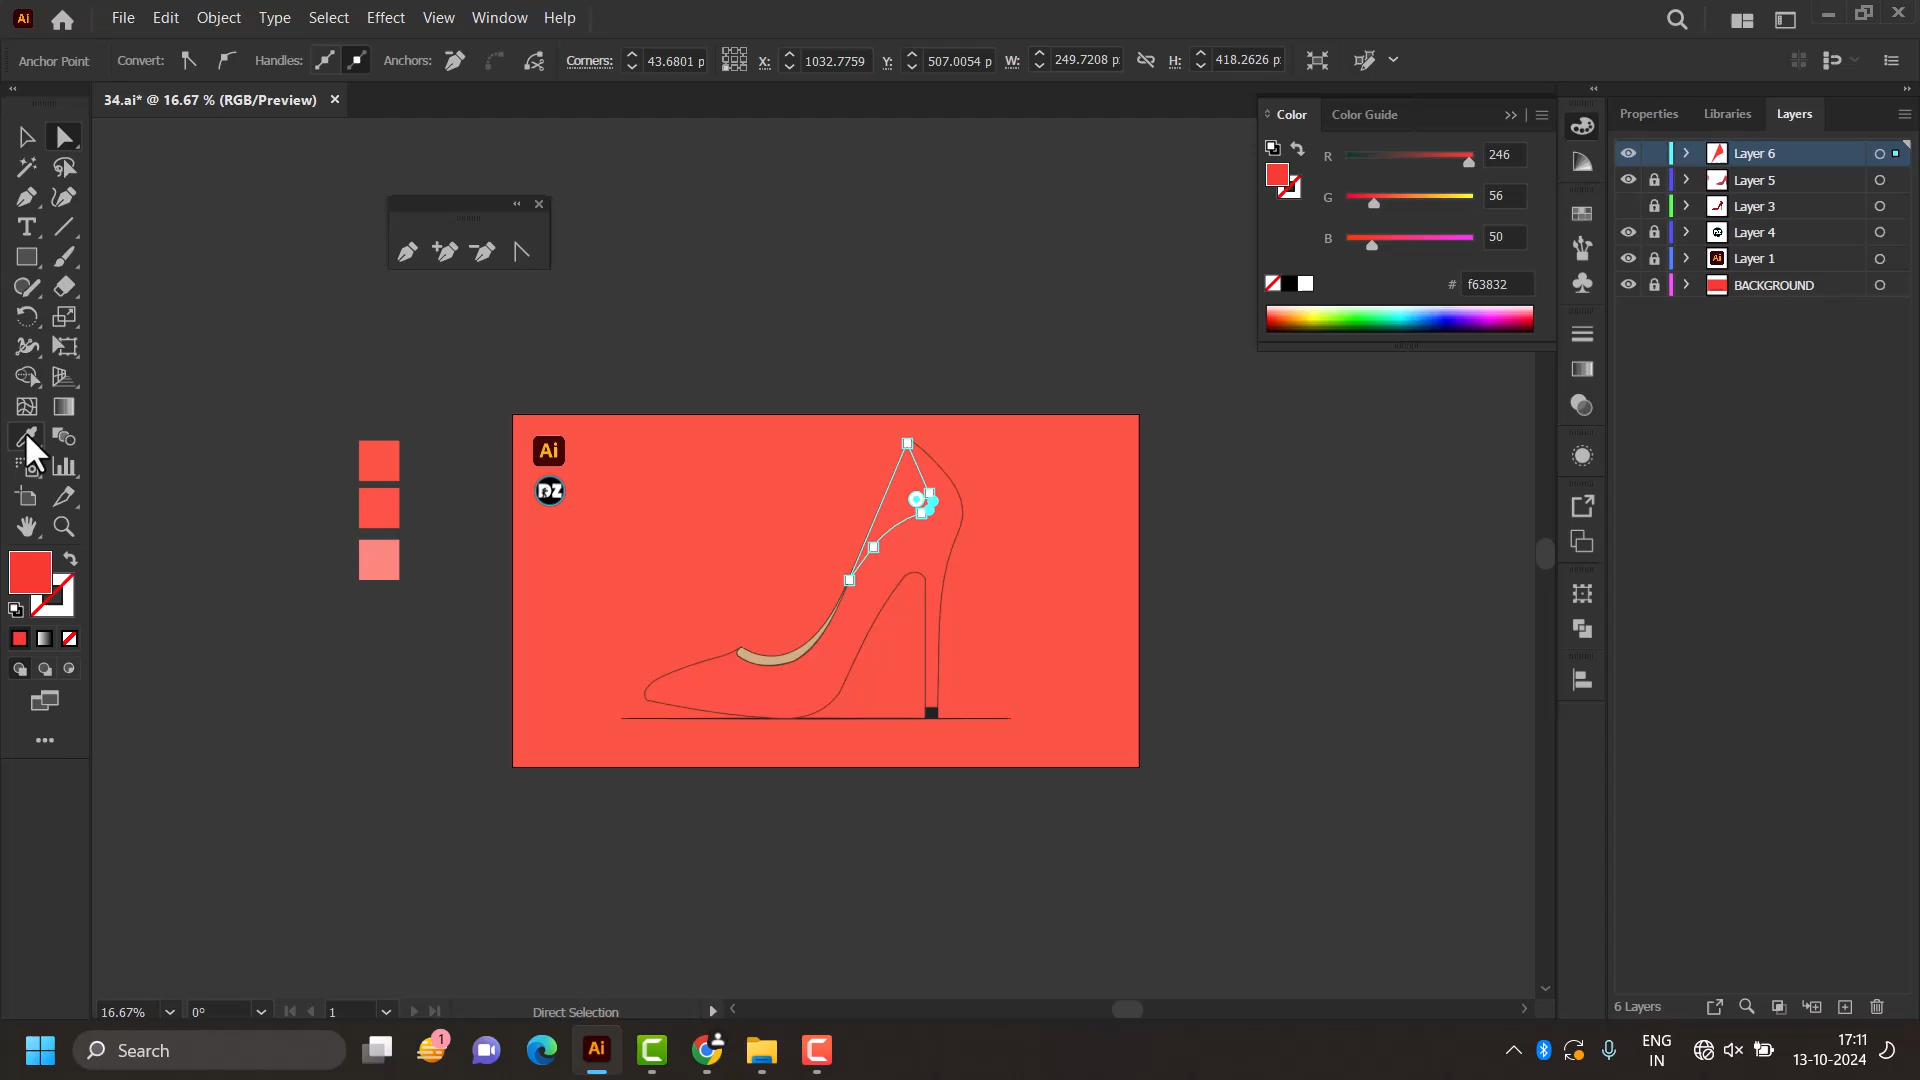 Ai
File Edit Object Type Select Effect View Window Help
Anchor Point Convert: Handles: Anchors: Corners: 43.6801 p X: 1032.7759 Y: 507.0054 p W: 249.7208 p H: 418.2626 p
34.ai* @ 16.67 % (RGB/Preview)
Color Color Guide
Properties Libraries Layers
R 246
G 56
B 50
# f63832
Layer 6
Layer 5
Layer 3
Layer 4
Layer 1
BACKGROUND
Ai
DZ
16.67% 0° 1 Direct Selection
6 Layers
Search
1
Ai
ENG
IN
17:11
13-10-2024